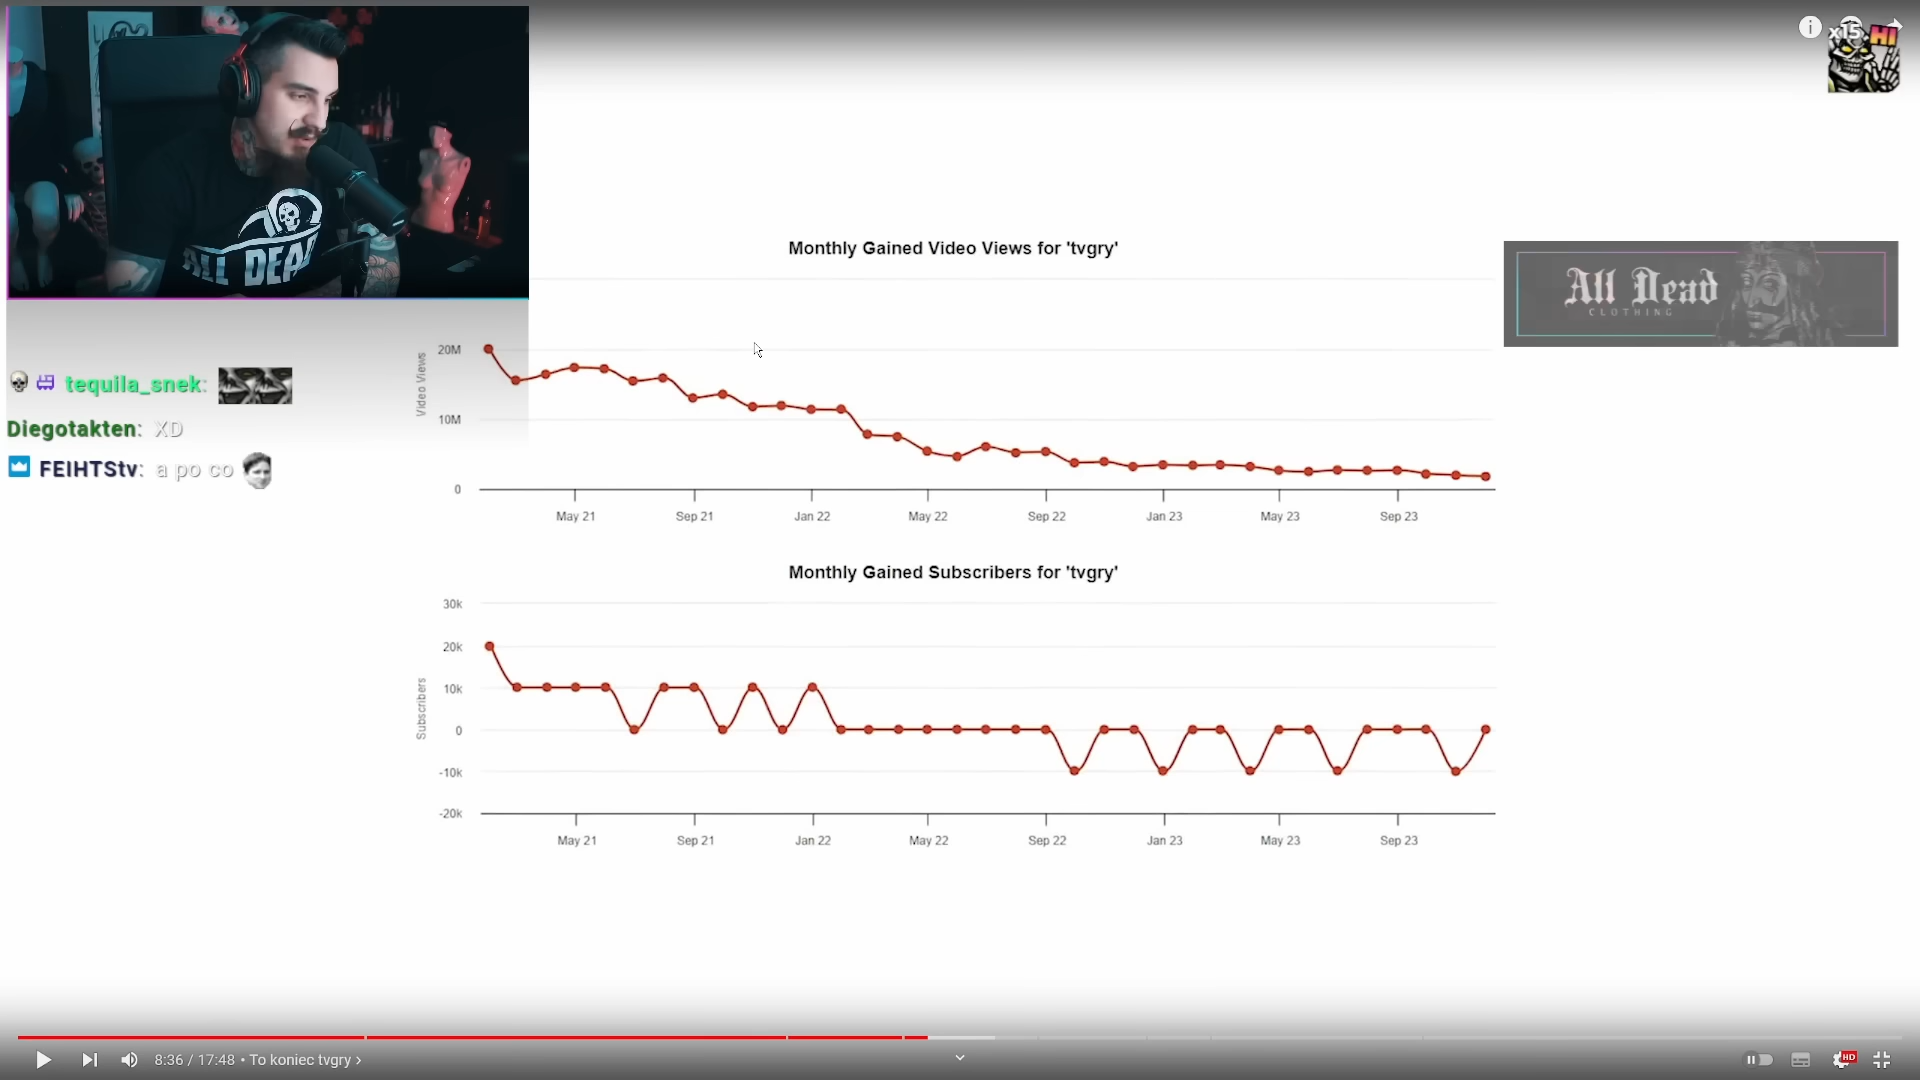 ALL DEAD
x15
HI
Monthly Gained Video Views for 'tvgry'
Video Views
20M
10M
0
May 21
Sep 21
Jan 22
May 22
Sep 22
Jan 23
May 23
Sep 23
All Dead
CLOTHING
tequila_snek:
Diegotakten: XD
FEIHTStv: a po co
Monthly Gained Subscribers for 'tvgry'
Subscribers
30k
20k
10k
0
-10k
-20k
May 21
Sep 21
Jan 22
May 22
Sep 22
Jan 23
May 23
Sep 23
8:36 / 17:48 • To koniec tvgry ›
HD